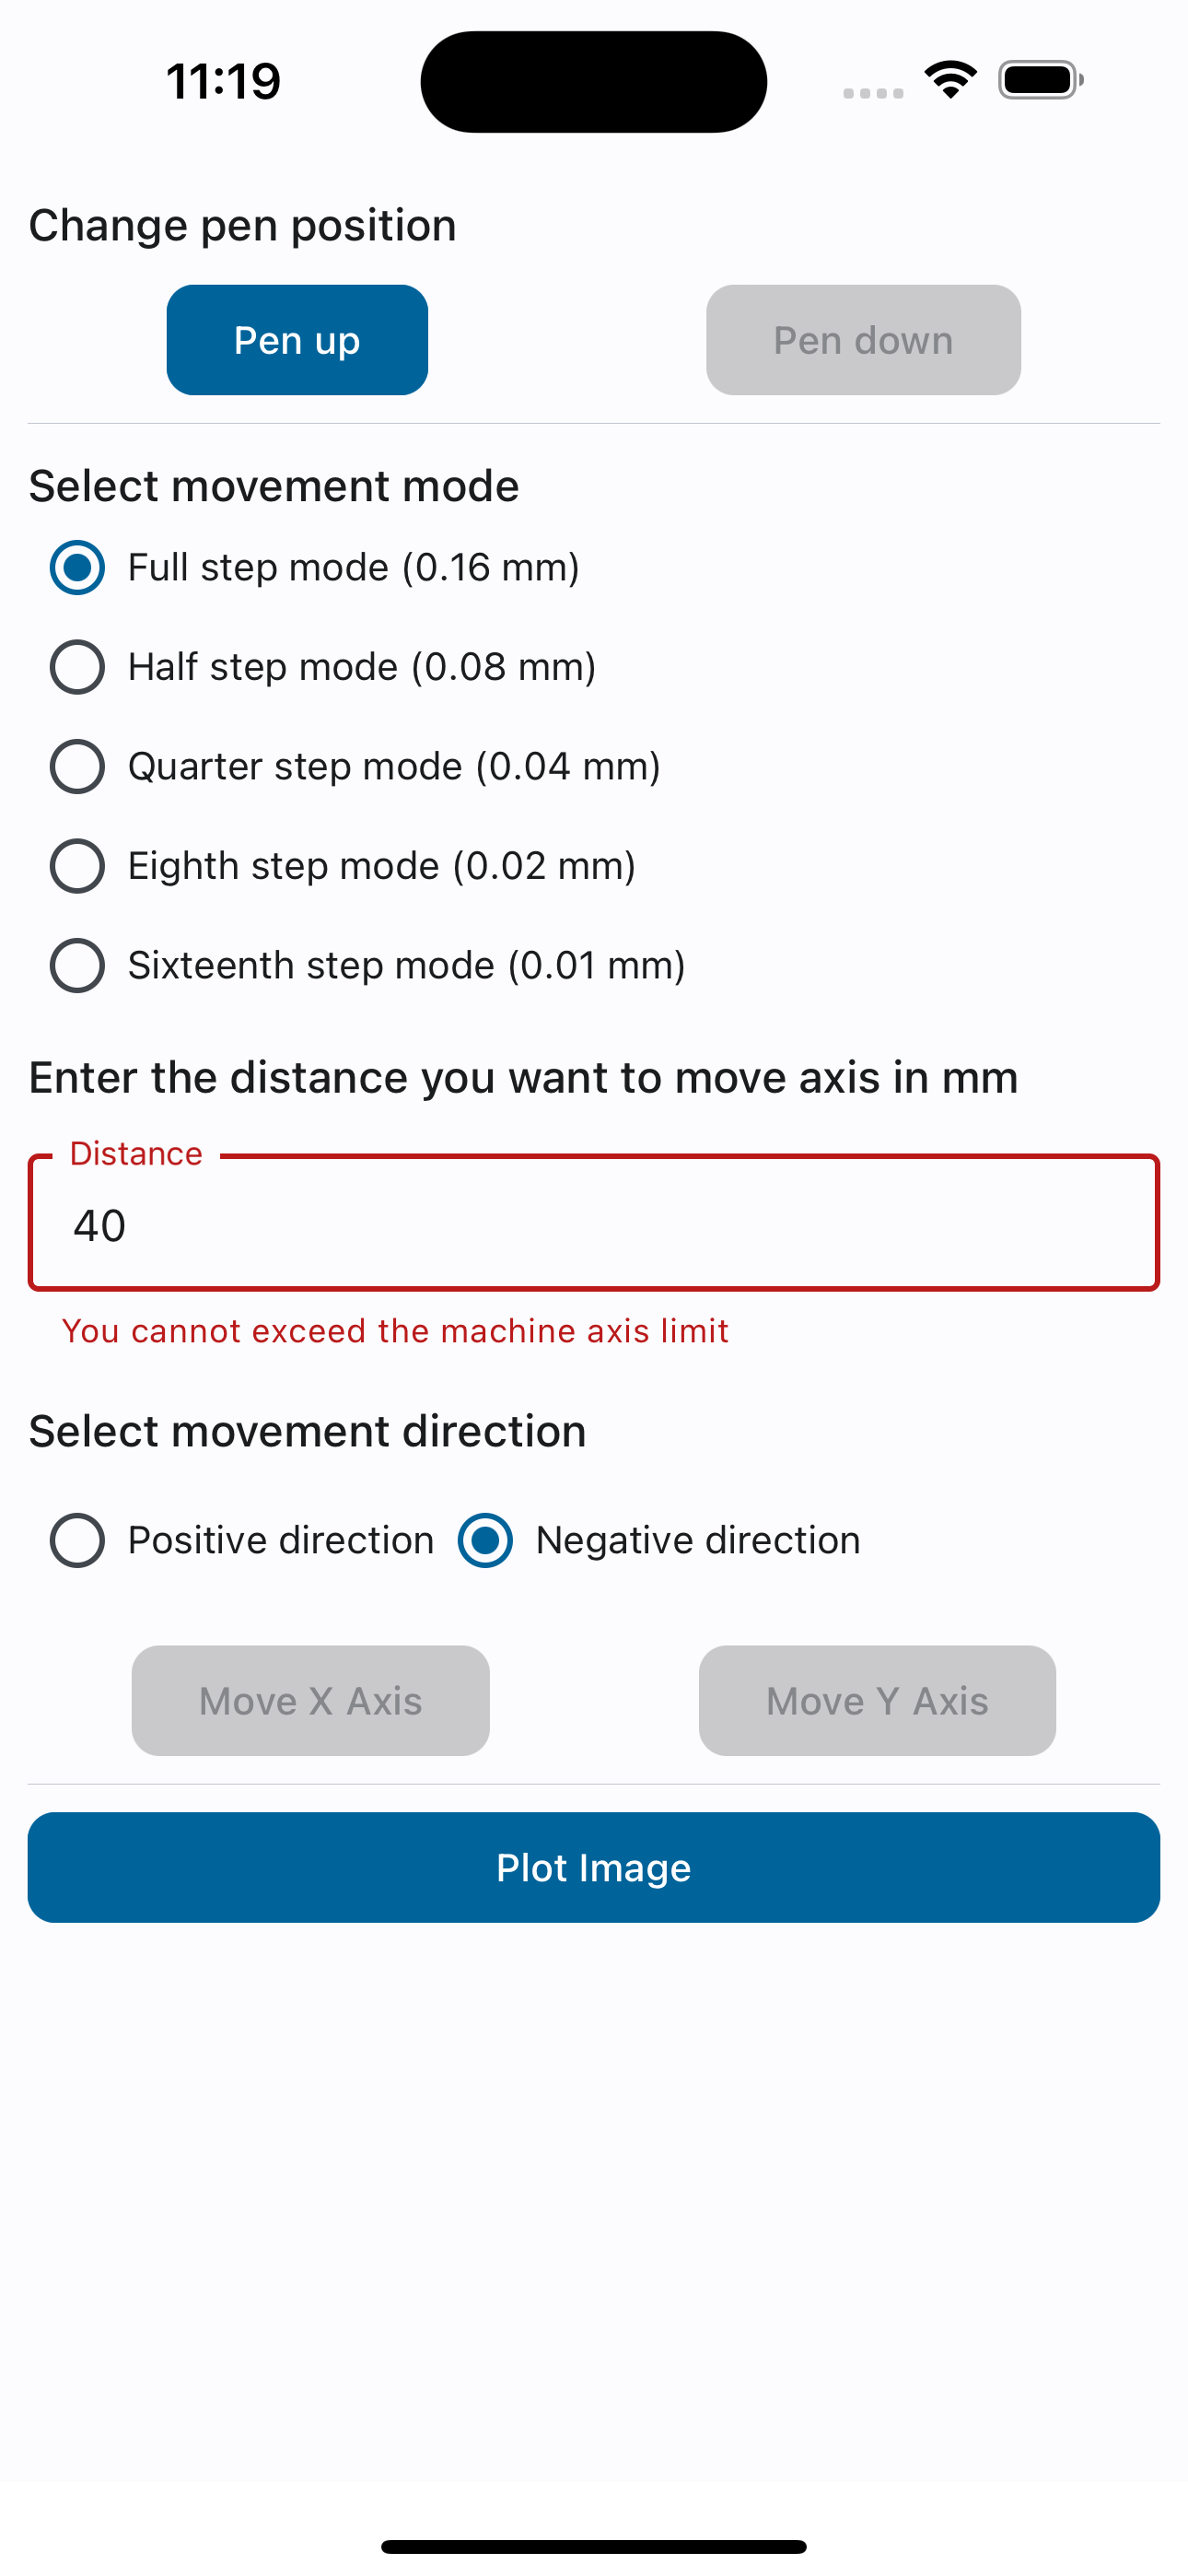 11:19
Change pen position
Pen up Pen down
Select movement mode
Full step mode (0.16 mm)
Half step mode (0.08 mm)
Quarter step mode (0.04 mm)
Eighth step mode (0.02 mm)
Sixteenth step mode (0.01 mm)
Enter the distance you want to move axis in mm
Distance
40
You cannot exceed the machine axis limit
Select movement direction
Positive direction Negative direction
Move X Axis Move Y Axis
Plot Image